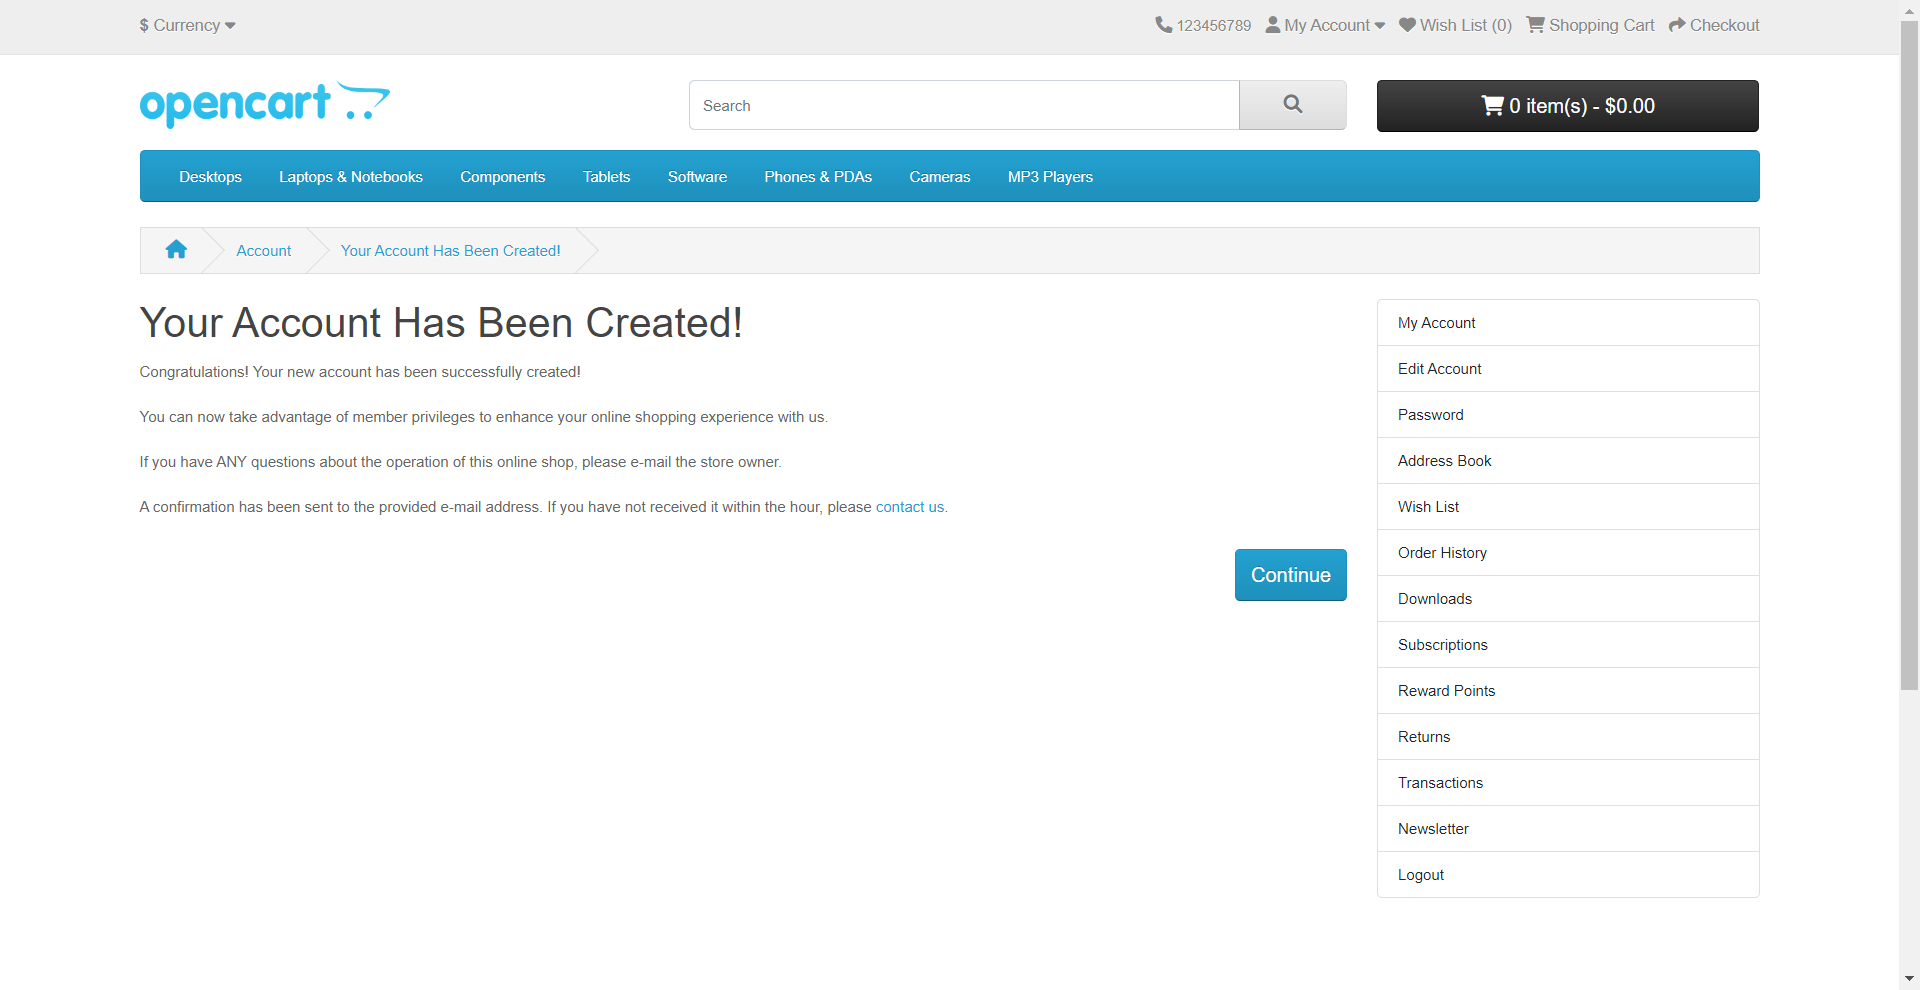 $ Currency
123456789 My Account Wish List (0) Shopping Cart Checkout
opencart
Search
0 item(s) - $0.00
Desktops Laptops & Notebooks Components Tablets Software Phones & PDAs Cameras MP3 Players
Account Your Account Has Been Created!
Your Account Has Been Created!
Congratulations! Your new account has been successfully created!
You can now take advantage of member privileges to enhance your online shopping experience with us.
If you have ANY questions about the operation of this online shop, please e-mail the store owner.
A confirmation has been sent to the provided e-mail address. If you have not received it within the hour, please contact us.
Continue
My Account
Edit Account
Password
Address Book
Wish List
Order History
Downloads
Subscriptions
Reward Points
Returns
Transactions
Newsletter
Logout